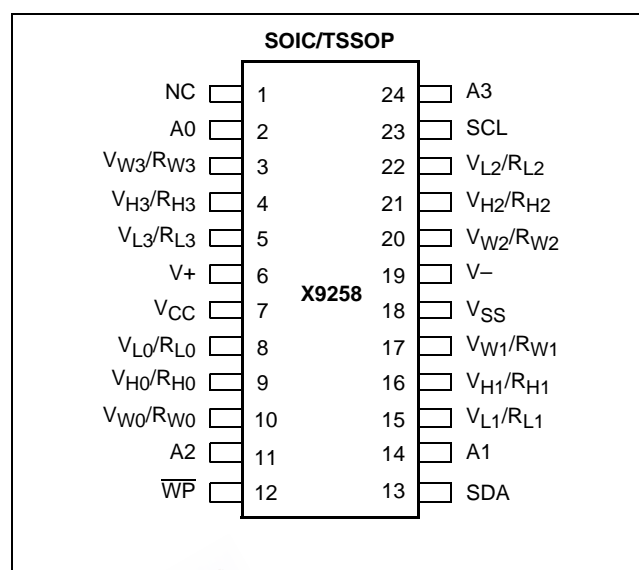 SOIC/TSSOP
NC 1 24 A3
A0 2 23 SCL
VW3/RW3 3 22 VL2/RL2
VH3/RH3 4 21 VH2/RH2
VL3/RL3 5 20 VW2/RW2
V+ 6 19 V–
X9258
VCC 7 18 VSS
VL0/RL0 8 17 VW1/RW1
VH0/RH0 9 16 VH1/RH1
VW0/RW0 10 15 VL1/RL1
A2 11 14 A1
W̅P̅ 12 13 SDA